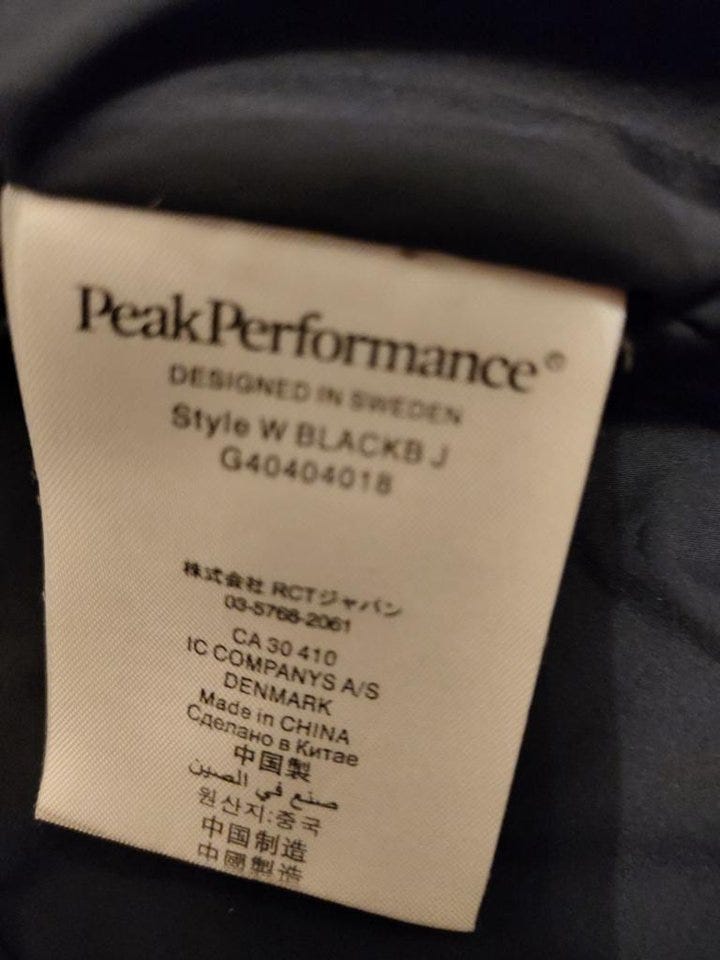 PeakPerformance®
DESIGNED IN SWEDEN
Style W BLACKB J
G40404018
株式会社 RCTジャパン
03-5768-2061
CA 30 410
IC COMPANYS A/S
DENMARK
Made in CHINA
Сделано в Китае
中国製
صنع في الصين
원산지:중국
中国制造
中國製造